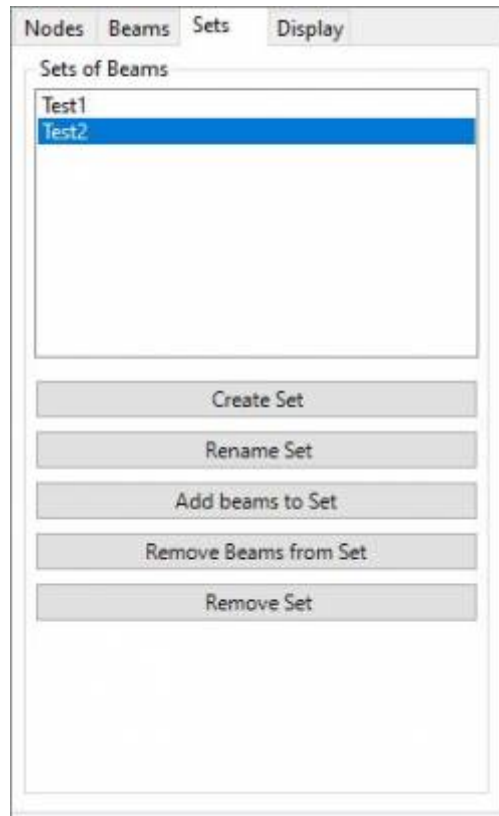 Nodes Beams Sets Display
Sets of Beams
Test1
Test2
Create Set
Rename Set
Add beams to Set
Remove Beams from Set
Remove Set